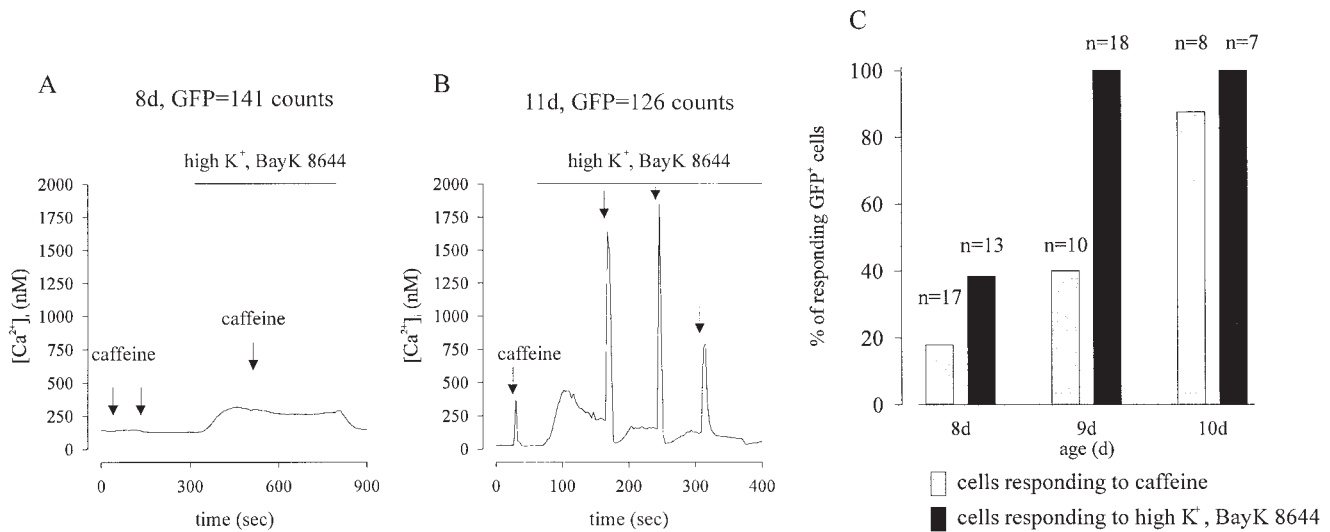 A
8d, GFP=141 counts
high K⁺, BayK 8644
2000
1750
1500
1250
1000
750
500
250
0
[Ca²⁺]ᵢ (nM)
caffeine
caffeine
0
300
600
900
time (sec)
B
11d, GFP=126 counts
high K⁺, BayK 8644
2000
1750
1500
1250
1000
750
500
250
0
[Ca²⁺]ᵢ (nM)
caffeine
0
100
200
300
400
time (sec)
C
n=18
n=8
n=7
n=13
n=10
n=17
100
80
60
40
20
0
% of responding GFP⁺ cells
8d
9d
10d
age (d)
cells responding to caffeine
cells responding to high K⁺, BayK 8644